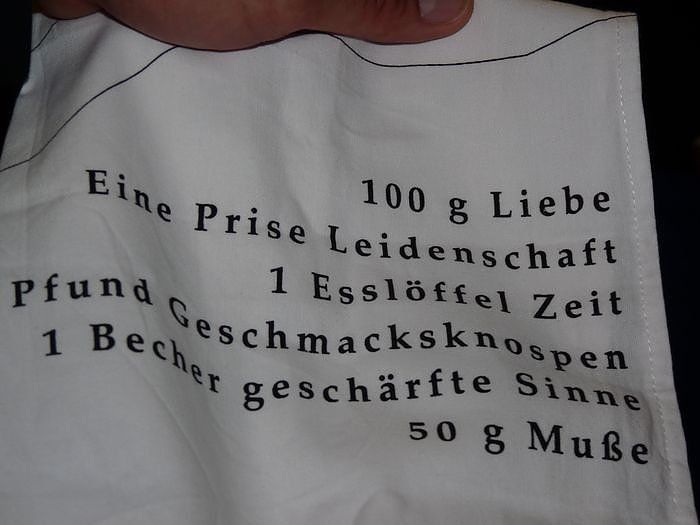 100 g Liebe
Eine Prise Leidenschaft
1 Esslöffel Zeit
Pfund Geschmacksknospen
1 Becher geschärfte Sinne
50 g Muße